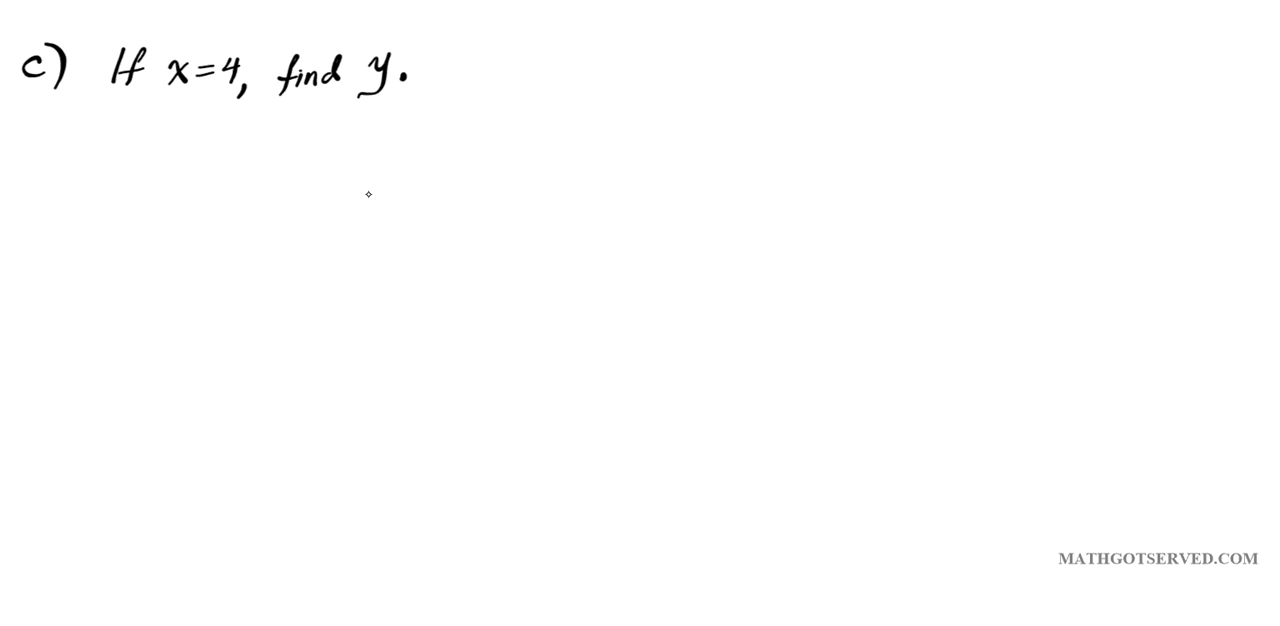 c) If x=4, find y.
MATHGOTSERVED.COM